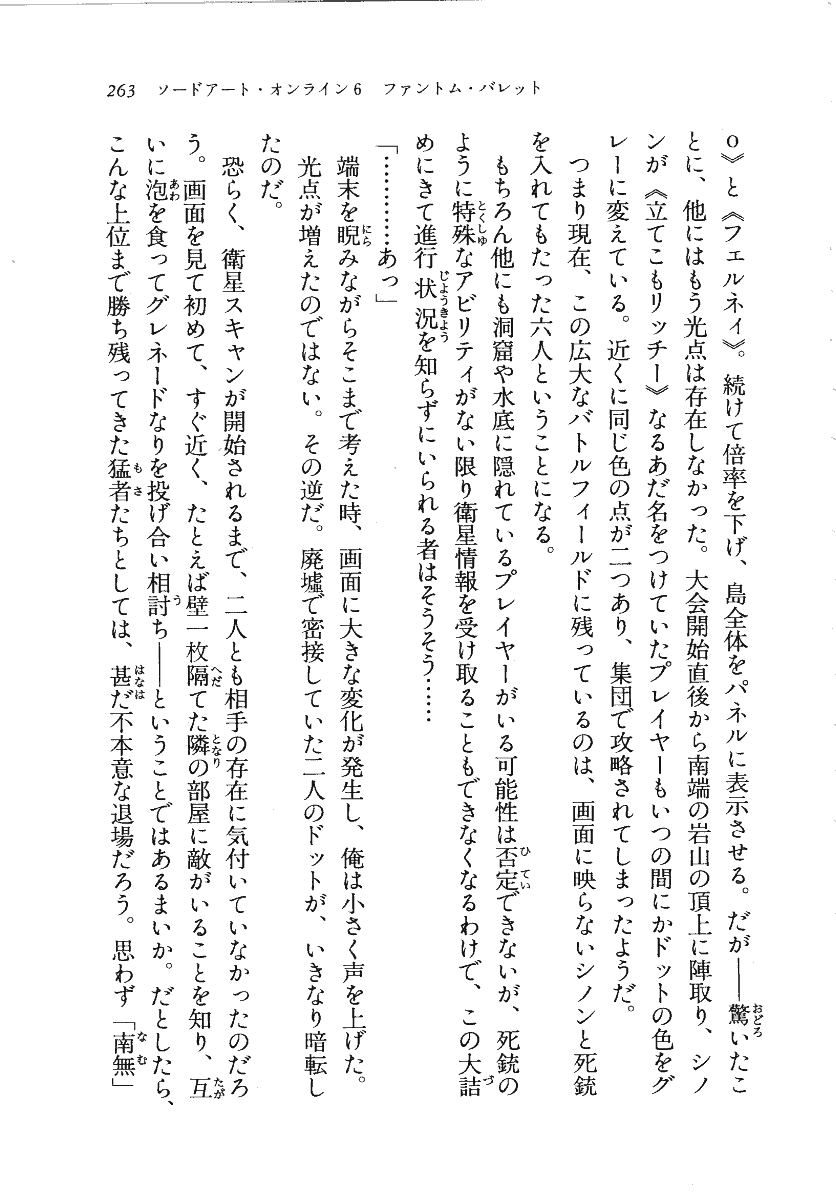 263　ソードアート・オンライン6　ファントム・バレット
o》と《フェルネィ》。続けて倍率を下げ、島全体をパネルに表示させる。だが――驚いたこ
とに、他にはもう光点は存在しなかった。大会開始直後から南端の岩山の頂上に陣取り、シノ
ンが《立てこもリッチー》なるあだ名をつけていたプレイヤーもいつの間にかドットの色をグ
レーに変えている。近くに同じ色の点が二つあり、集団で攻略されてしまったようだ。
　つまり現在、この広大なバトルフィールドに残っているのは、画面に映らないシノンと死銃
を入れてもたった六人ということになる。
　もちろん他にも洞窟や水底に隠れているプレイヤーがいる可能性は否定できないが、死銃の
ように特殊なアビリティがない限り衛星情報を受け取ることもできなくなるわけで、この大詰
めにきて進行状況を知らずにいられる者はそうそう……
「…………あっ」
　端末を睨みながらそこまで考えた時、画面に大きな変化が発生し、俺は小さく声を上げた。
　光点が増えたのではない。その逆だ。廃墟で密接していた二人のドットが、いきなり暗転し
たのだ。
　恐らく、衛星スキャンが開始されるまで、二人とも相手の存在に気付いていなかったのだろ
う。画面を見て初めて、すぐ近く、たとえば壁一枚隔てた隣の部屋に敵がいることを知り、互
いに泡を食ってグレネードなりを投げ合い相討ち――ということではあるまいか。だとしたら、
こんな上位まで勝ち残ってきた猛者たちとしては、甚だ不本意な退場だろう。思わず「南無」